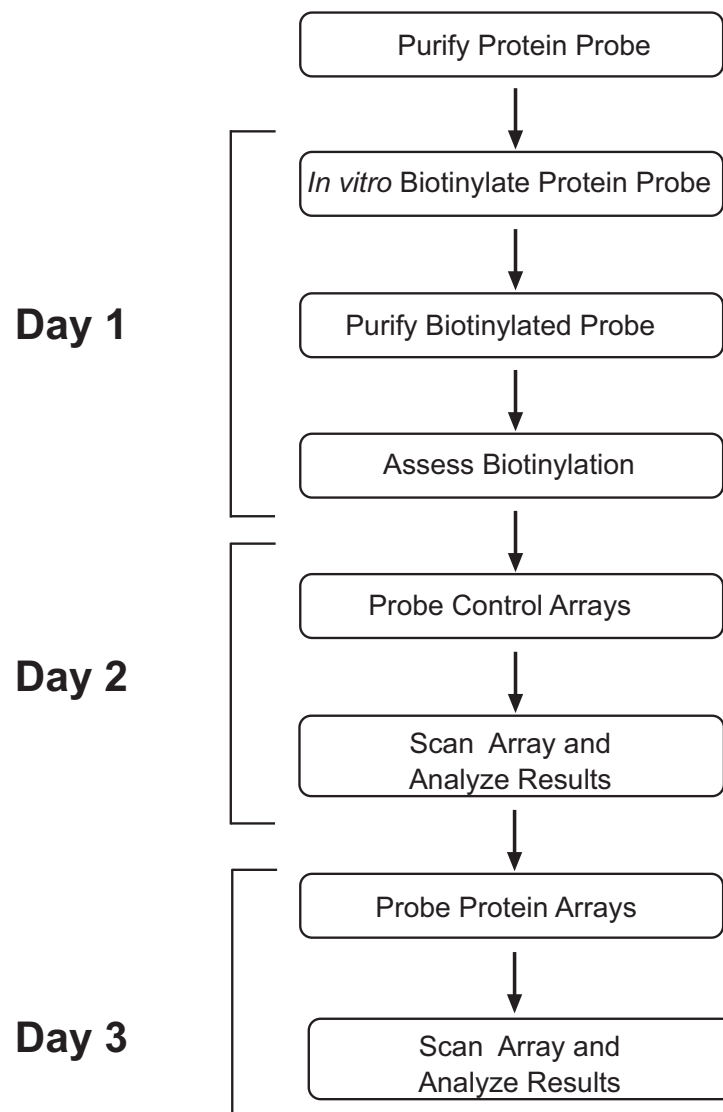 Purify Protein Probe
In vitro Biotinylate Protein Probe
Day 1
Purify Biotinylated Probe
Assess Biotinylation
Probe Control Arrays
Day 2
Scan Array and
Analyze Results
Probe Protein Arrays
Day 3
Scan Array and
Analyze Results